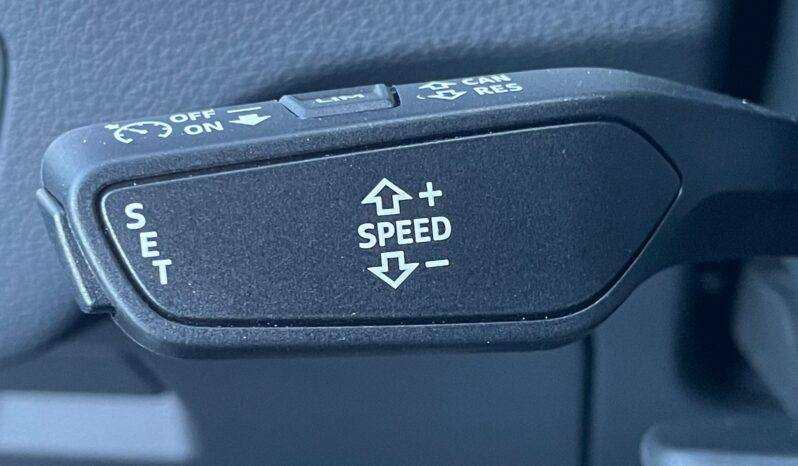 OFF
ON
LIM
CAN
RES
SET
+
SPEED
-